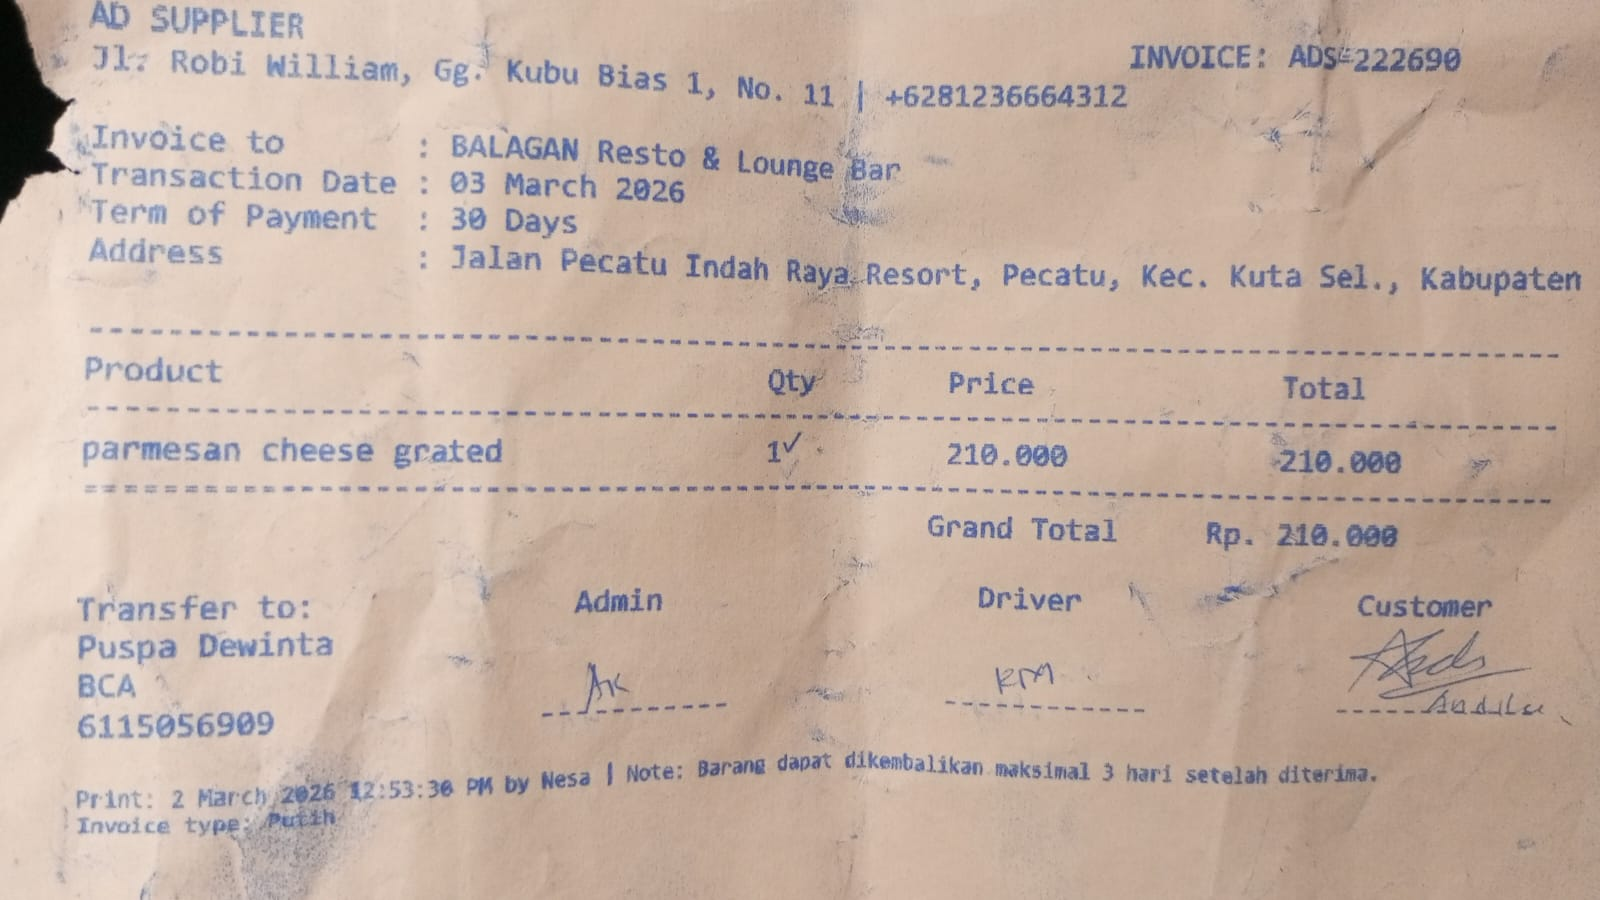 AD SUPPLIER
Jl. Robi William, Gg. Kubu Bias 1, No. 11 | +6281236664312
INVOICE: ADS-222690
Invoice to : BALAGAN Resto & Lounge Bar
Transaction Date : 03 March 2026
Term of Payment : 30 Days
Address : Jalan Pecatu Indah Raya Resort, Pecatu, Kec. Kuta Sel., Kabupaten
Product Qty Price Total
parmesan cheese grated 1✓ 210.000 210.000
Grand Total Rp. 210.000
Transfer to: Admin Driver Customer
Puspa Dewinta
BCA
6115056909
AK KM
Print: 2 March 2026 12:53:30 PM by Nesa | Note: Barang dapat dikembalikan maksimal 3 hari setelah diterima.
Invoice type: Putih